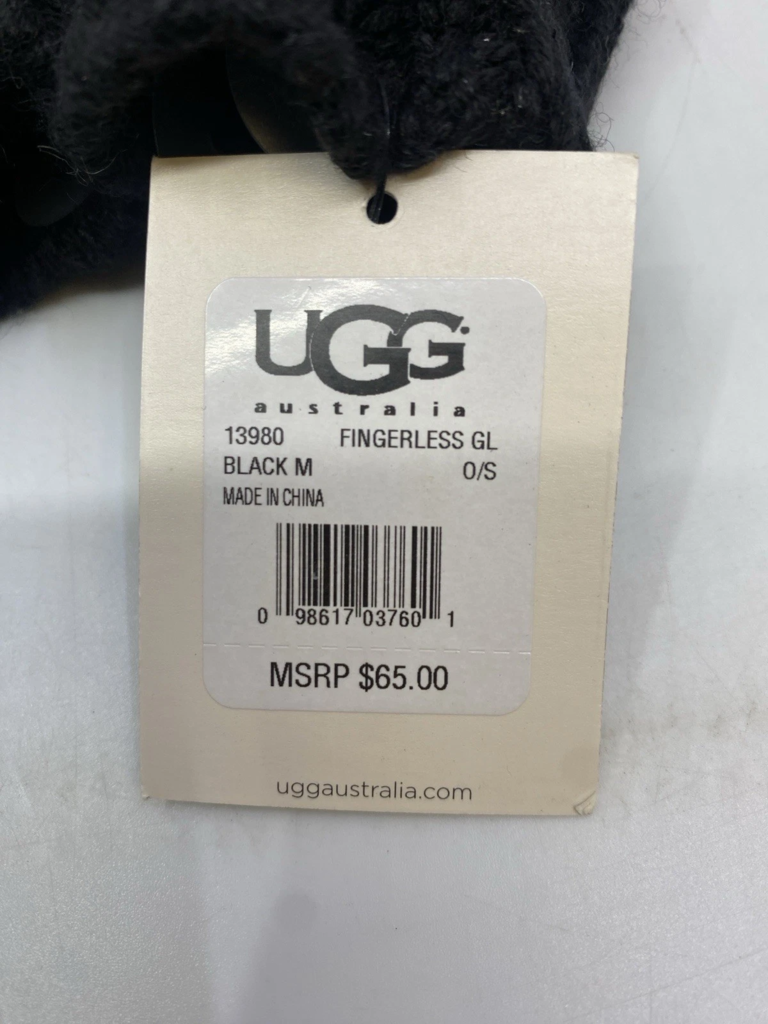 UGG
australia
13980 FINGERLESS GL
BLACK M O/S
MADE IN CHINA
0 98617 03760 1
MSRP $65.00
uggaustralia.com